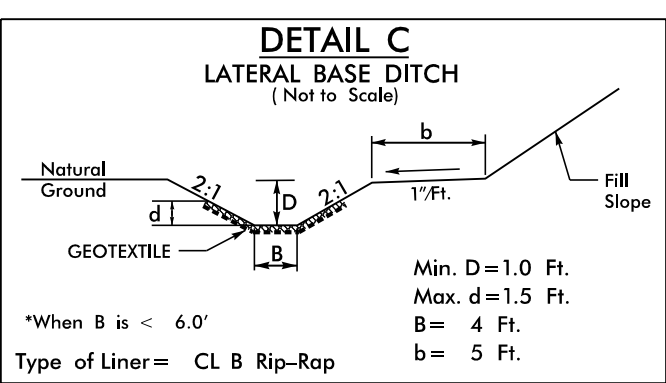 DETAIL C
LATERAL BASE DITCH
( Not to Scale)
b
Natural
Ground
2:1
D
2:1
1"/Ft.
Fill
Slope
d
GEOTEXTILE
B
Min. D=1.0 Ft.
Max. d=1.5 Ft.
B= 4 Ft.
b= 5 Ft.
*When B is < 6.0'
Type of Liner= CL B Rip-Rap